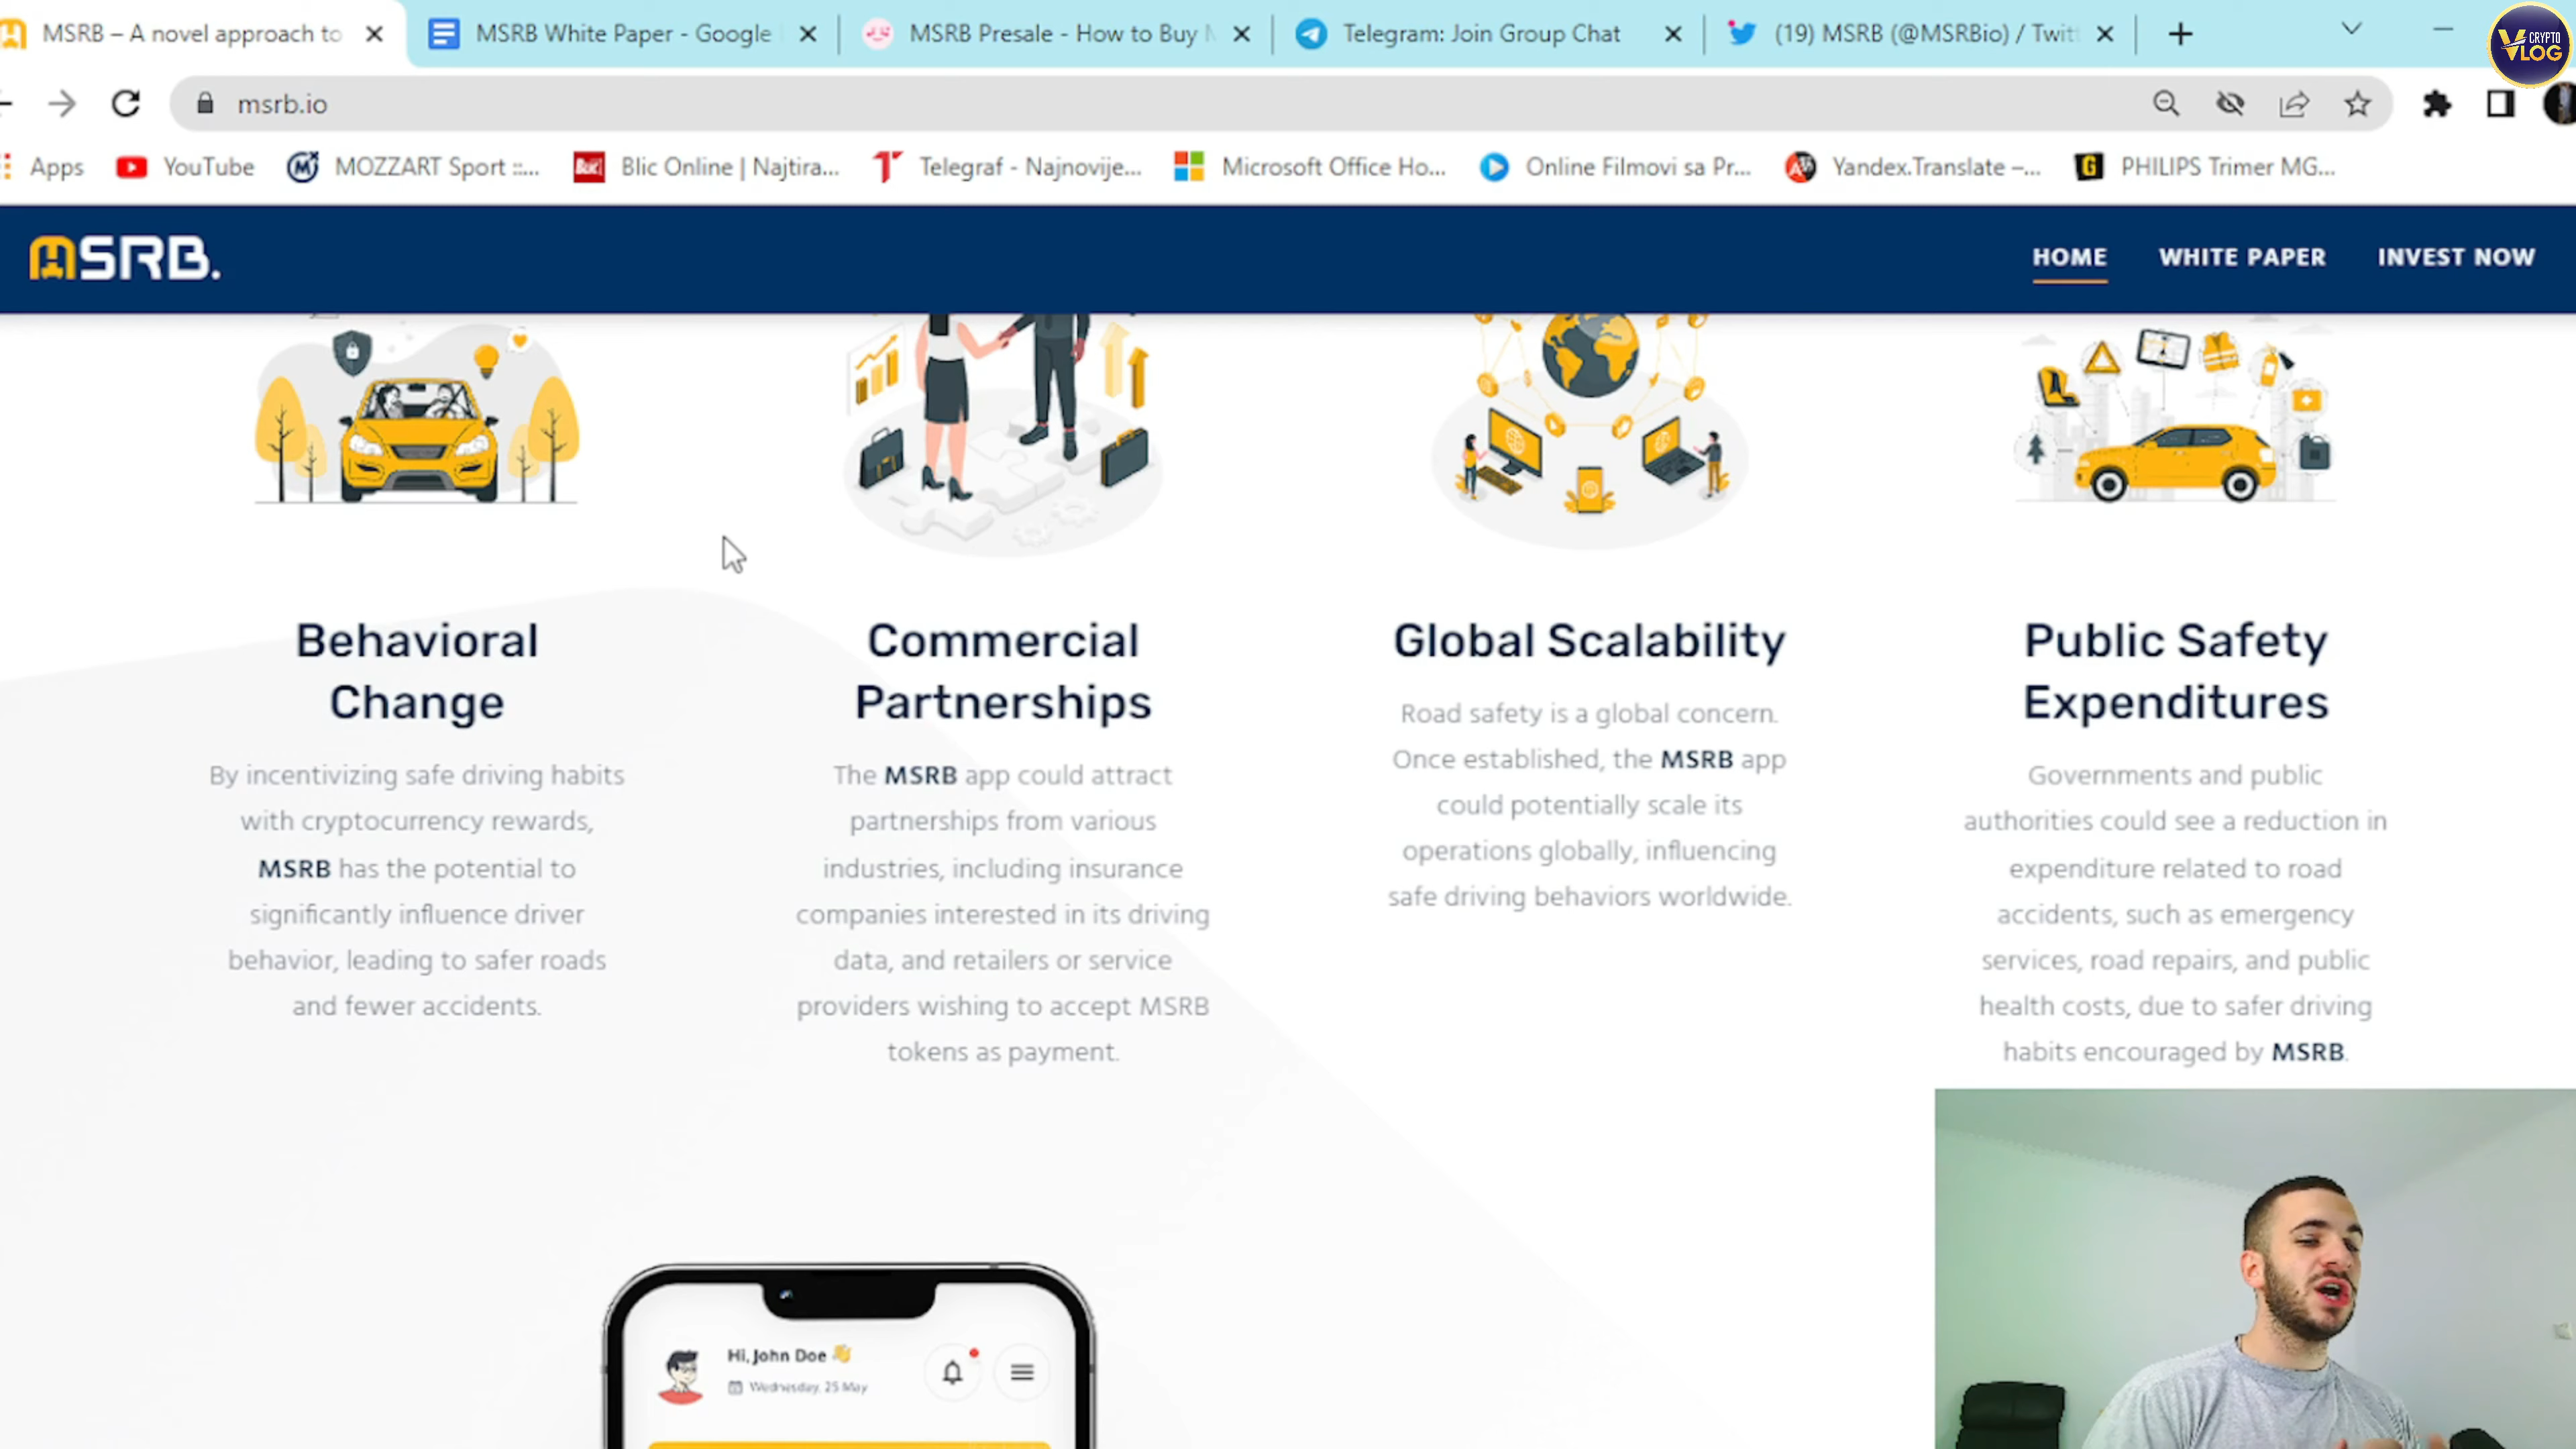 MSRB – A novel approach to
MSRB White Paper - Google
MSRB Presale - How to Buy
Telegram: Join Group Chat
(19) MSRB (@MSRBio) / Twit
CRYPTO
VLOG
msrb.io
Apps
YouTube
MOZZART Sport ::...
Blic Online | Najtira...
Telegraf - Najnovije...
Microsoft Office Ho...
Online Filmovi sa Pr...
Yandex.Translate –...
PHILIPS Trimer MG...
MSRB.
HOME
WHITE PAPER
INVEST NOW
Behavioral
Change
By incentivizing safe driving habits
with cryptocurrency rewards,
MSRB has the potential to
significantly influence driver
behavior, leading to safer roads
and fewer accidents.
Commercial
Partnerships
The MSRB app could attract
partnerships from various
industries, including insurance
companies interested in its driving
data, and retailers or service
providers wishing to accept MSRB
tokens as payment.
Global Scalability
Road safety is a global concern.
Once established, the MSRB app
could potentially scale its
operations globally, influencing
safe driving behaviors worldwide.
Public Safety
Expenditures
Governments and public
authorities could see a reduction in
expenditure related to road
accidents, such as emergency
services, road repairs, and public
health costs, due to safer driving
habits encouraged by MSRB.
Hi, John Doe
Wednesday, 25 May